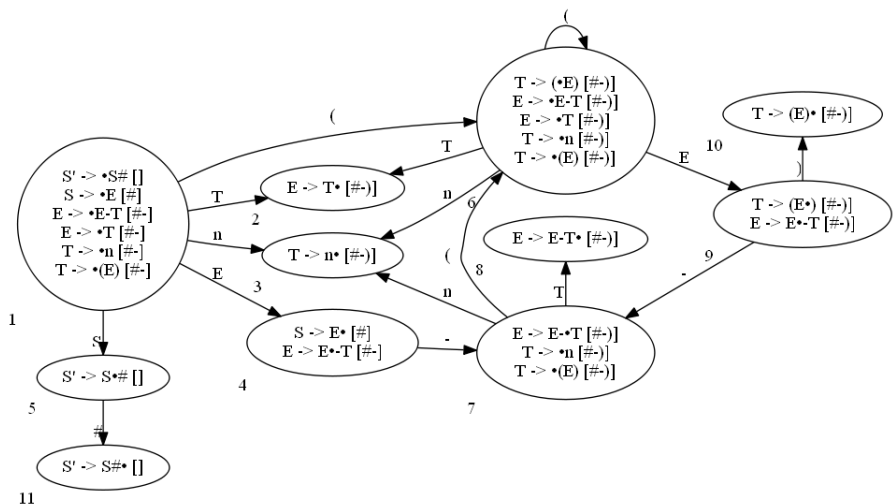 (
T -> (•E) [#-)]
E -> •E-T [#-)]
E -> •T [#-)]
T -> •n [#-)]
T -> •(E) [#-)]
6
(
S' -> •S# []
S -> •E [#]
E -> •E-T [#-]
E -> •T [#-]
T -> •n [#-]
T -> •(E) [#-]
1
T
T
E -> T• [#-)]
2
n
n
T -> n• [#-)]
3
E
S -> E• [#]
E -> E•-T [#-]
4
-
S
S' -> S•# []
5
#
S' -> S#• []
11
E
T -> (E)• [#-)]
10
)
T -> (E•) [#-)]
E -> E•-T [#-)]
9
-
E -> E-T• [#-)]
8
T
(
n
E -> E-•T [#-)]
T -> •n [#-)]
T -> •(E) [#-)]
7